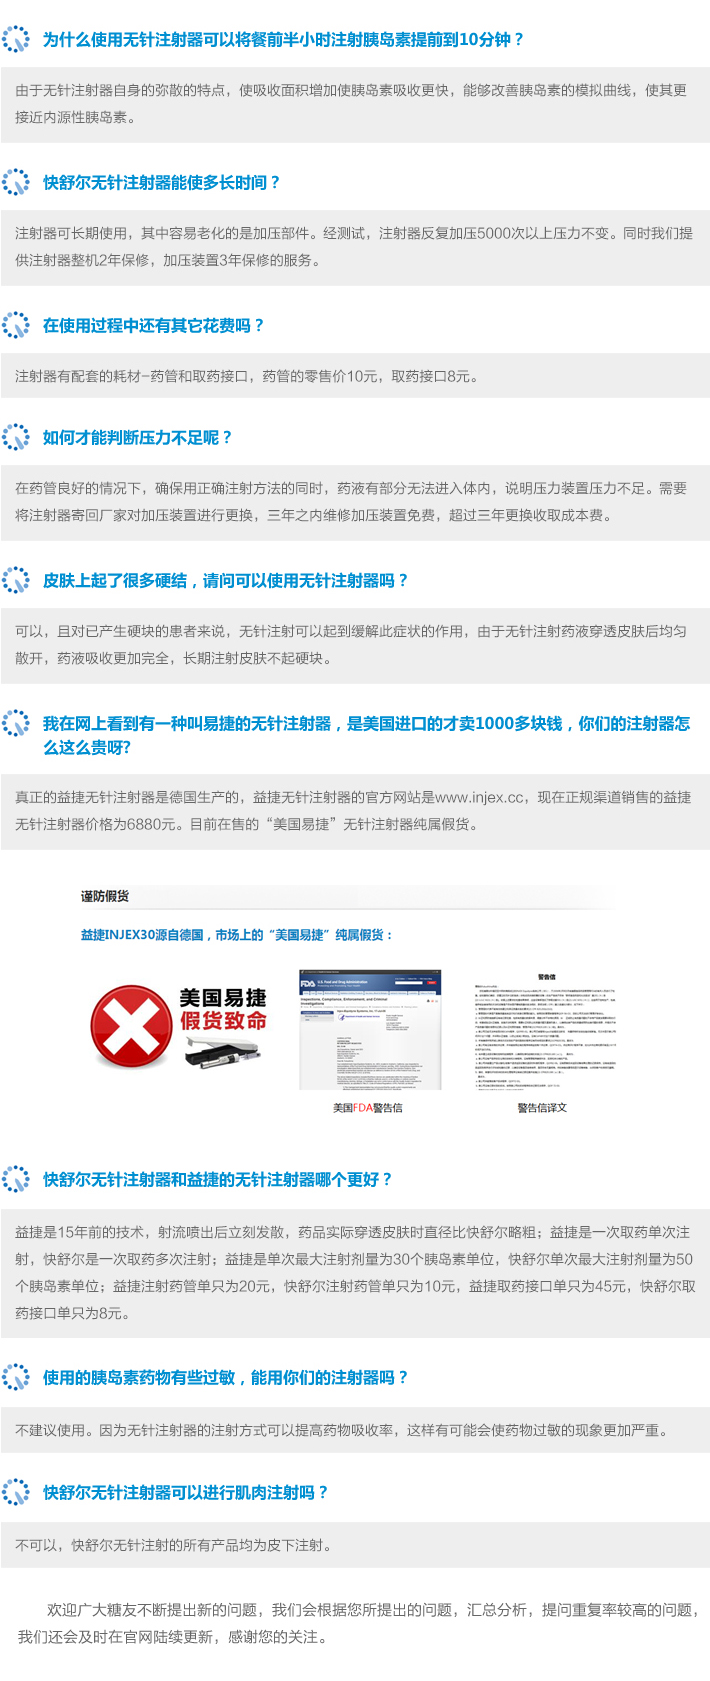 为什么使用无针注射器可以将餐前半小时注射胰岛素提前到10分钟？
由于无针注射器自身的弥散的特点，使吸收面积增加使胰岛素吸收更快，能够改善胰岛素的模拟曲线，使其更
接近内源性胰岛素。
快舒尔无针注射器能使多长时间？
注射器可长期使用，其中容易老化的是加压部件。经测试，注射器反复加压5000次以上压力不变。同时我们提
供注射器整机2年保修，加压装置3年保修的服务。
在使用过程中还有其它花费吗？
注射器有配套的耗材-药管和取药接口，药管的零售价10元，取药接口8元。
如何才能判断压力不足呢？
在药管良好的情况下，确保用正确注射方法的同时，药液有部分无法进入体内，说明压力装置压力不足。需要
将注射器寄回厂家对加压装置进行更换，三年之内维修加压装置免费，超过三年更换收取成本费。
皮肤上起了很多硬结，请问可以使用无针注射器吗？
可以，且对已产生硬块的患者来说，无针注射可以起到缓解此症状的作用，由于无针注射药液穿透皮肤后均匀
散开，药液吸收更加完全，长期注射皮肤不起硬块。
我在网上看到有一种叫易捷的无针注射器，是美国进口的才卖1000多块钱，你们的注射器怎
么这么贵呀?
真正的益捷无针注射器是德国生产的，益捷无针注射器的官方网站是www.injex.cc，现在正规渠道销售的益捷
无针注射器价格为6880元。目前在售的“美国易捷”无针注射器纯属假货。
谨防假货
益捷INJEX30源自德国，市场上的“美国易捷”纯属假货：
美国易捷
假货致命
FDA U.S. Food and Drug Administration
Inspections, Compliance, Enforcement, and Criminal
Investigations
警告信
美国FDA警告信
警告信译文
快舒尔无针注射器和益捷的无针注射器哪个更好？
益捷是15年前的技术，射流喷出后立刻发散，药品实际穿透皮肤时直径比快舒尔略粗；益捷是一次取药单次注
射，快舒尔是一次取药多次注射；益捷是单次最大注射剂量为30个胰岛素单位，快舒尔单次最大注射剂量为50
个胰岛素单位；益捷注射药管单只为20元，快舒尔注射药管单只为10元，益捷取药接口单只为45元，快舒尔取
药接口单只为8元。
使用的胰岛素药物有些过敏，能用你们的注射器吗？
不建议使用。因为无针注射器的注射方式可以提高药物吸收率，这样有可能会使药物过敏的现象更加严重。
快舒尔无针注射器可以进行肌肉注射吗？
不可以，快舒尔无针注射的所有产品均为皮下注射。
欢迎广大糖友不断提出新的问题，我们会根据您所提出的问题，汇总分析，提问重复率较高的问题，
我们还会及时在官网陆续更新，感谢您的关注。